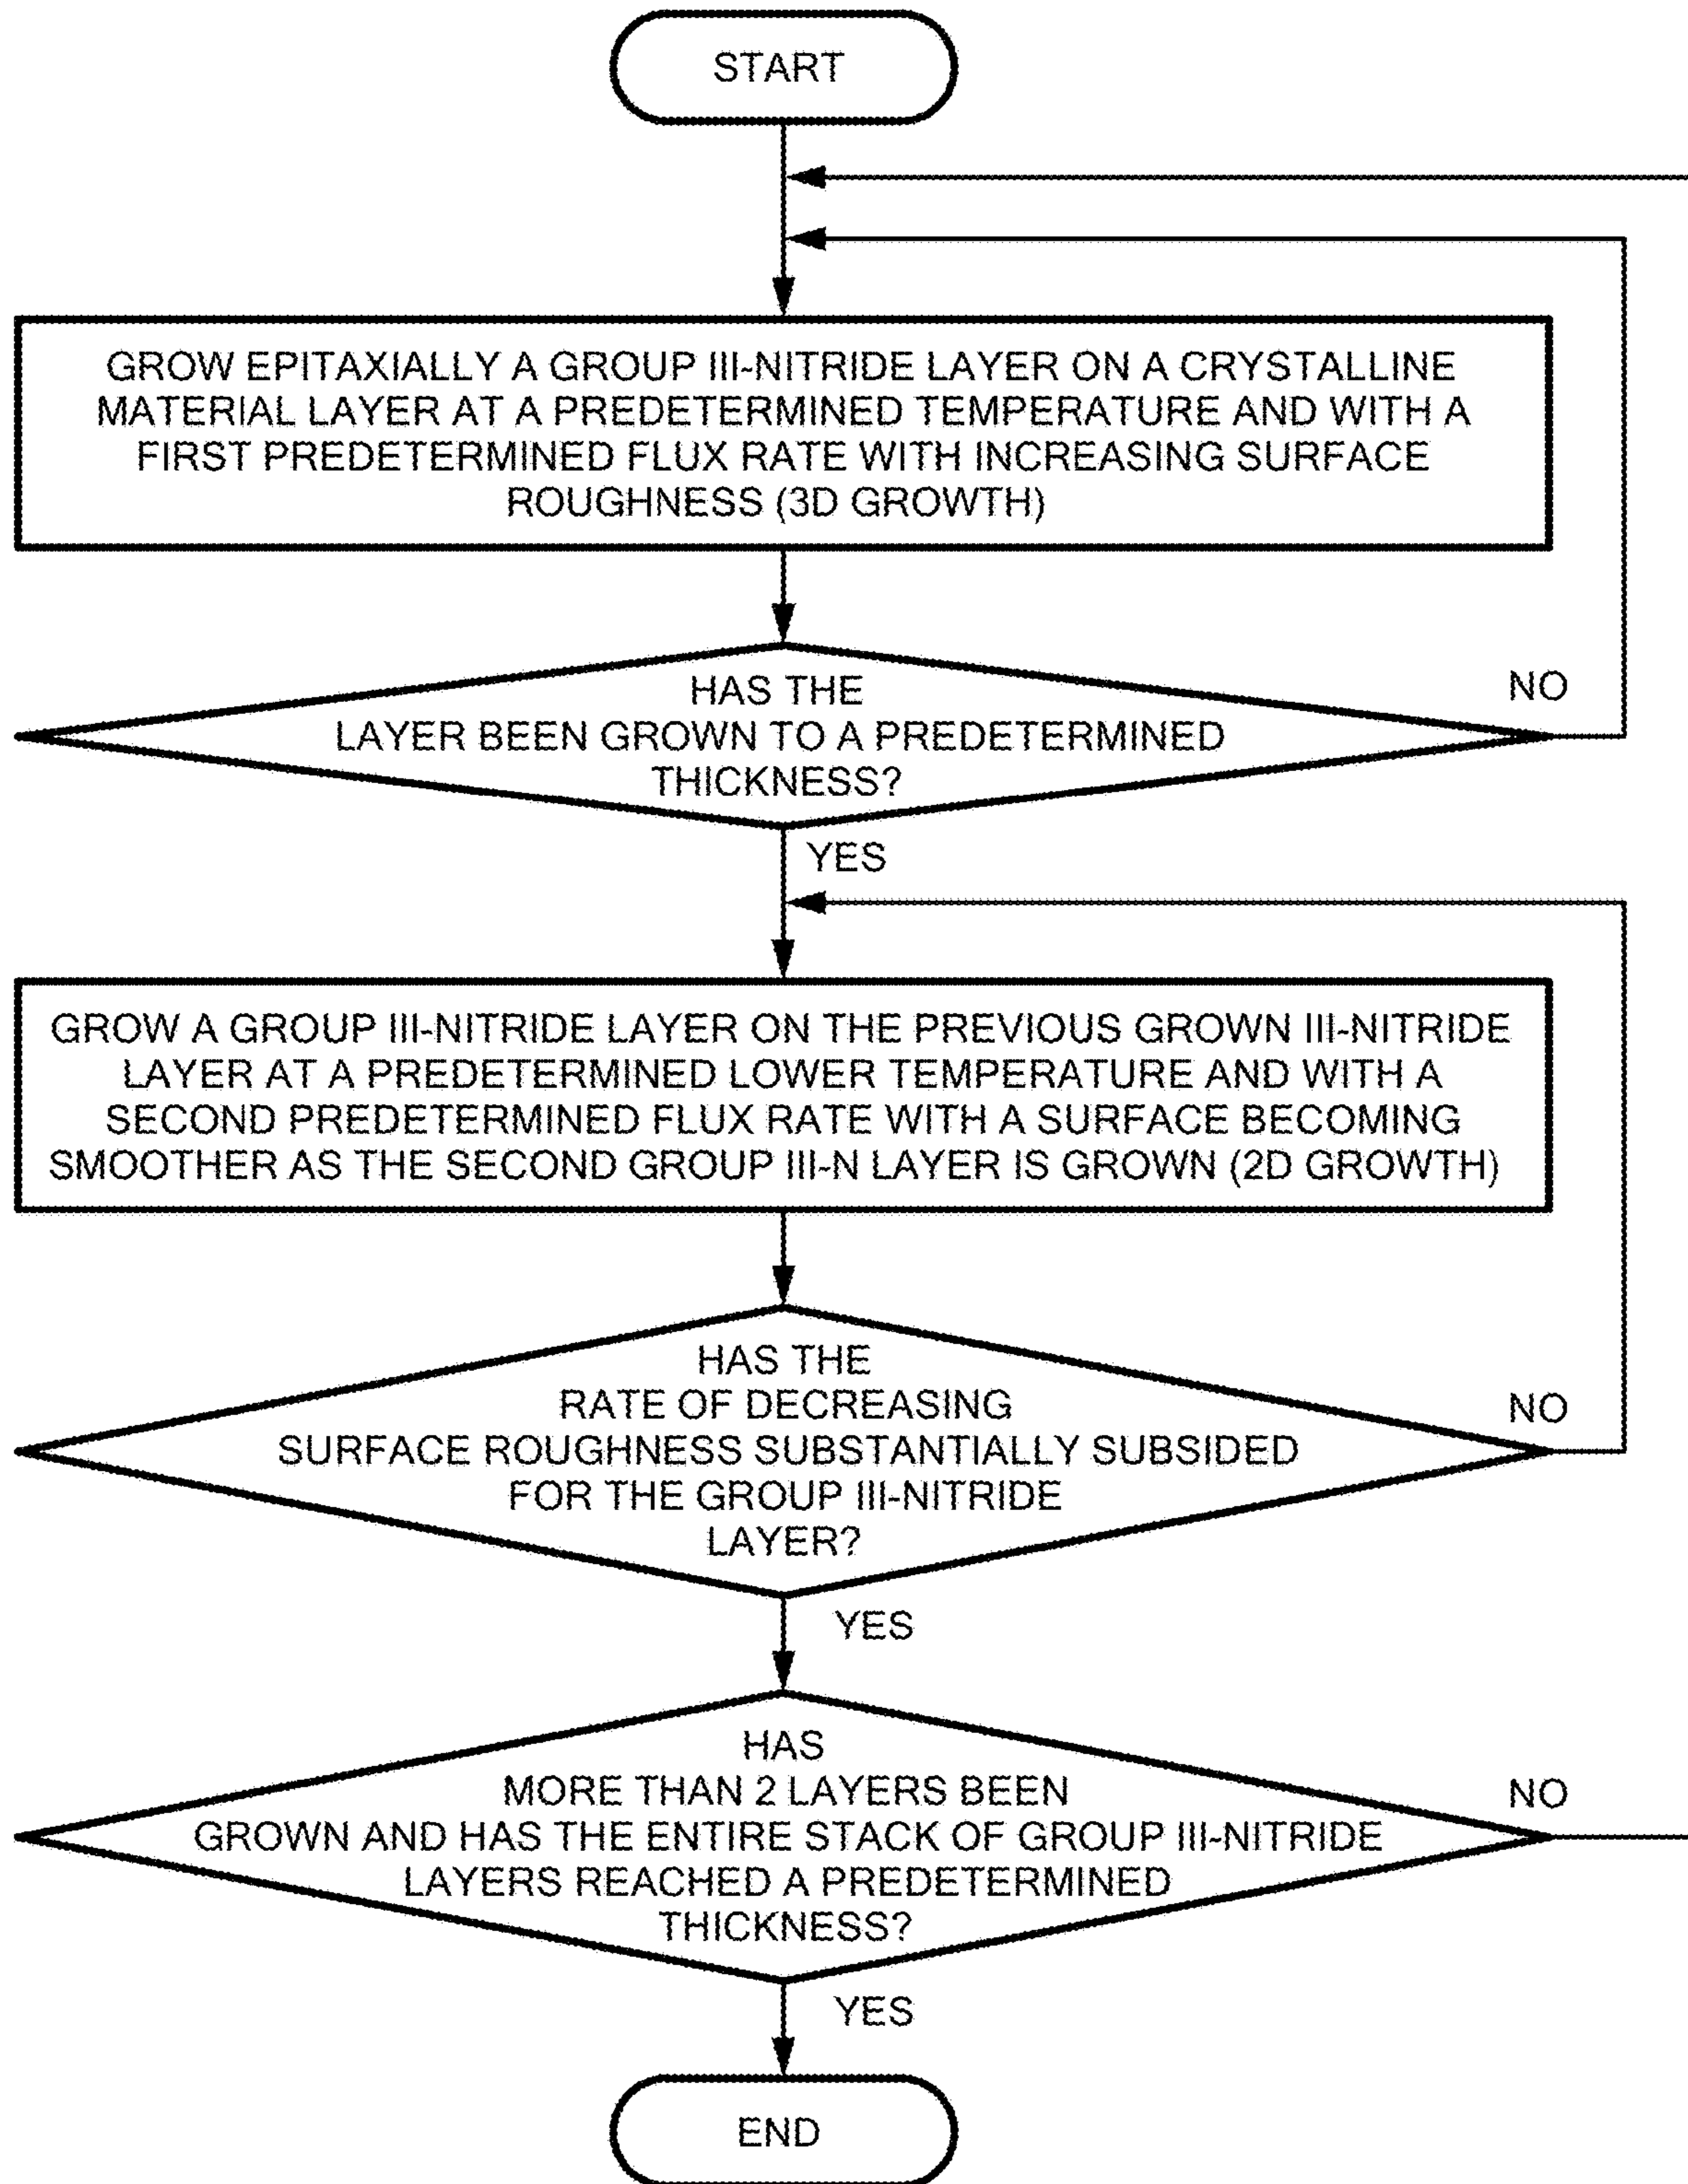 START
GROW EPITAXIALLY A GROUP III-NITRIDE LAYER ON A CRYSTALLINE
MATERIAL LAYER AT A PREDETERMINED TEMPERATURE AND WITH A
FIRST PREDETERMINED FLUX RATE WITH INCREASING SURFACE
ROUGHNESS (3D GROWTH)
HAS THE
LAYER BEEN GROWN TO A PREDETERMINED
THICKNESS?
NO
YES
GROW A GROUP III-NITRIDE LAYER ON THE PREVIOUS GROWN III-NITRIDE
LAYER AT A PREDETERMINED LOWER TEMPERATURE AND WITH A
SECOND PREDETERMINED FLUX RATE WITH A SURFACE BECOMING
SMOOTHER AS THE SECOND GROUP III-N LAYER IS GROWN (2D GROWTH)
HAS THE
RATE OF DECREASING
SURFACE ROUGHNESS SUBSTANTIALLY SUBSIDED
FOR THE GROUP III-NITRIDE
LAYER?
NO
YES
HAS
MORE THAN 2 LAYERS BEEN
GROWN AND HAS THE ENTIRE STACK OF GROUP III-NITRIDE
LAYERS REACHED A PREDETERMINED
THICKNESS?
NO
YES
END